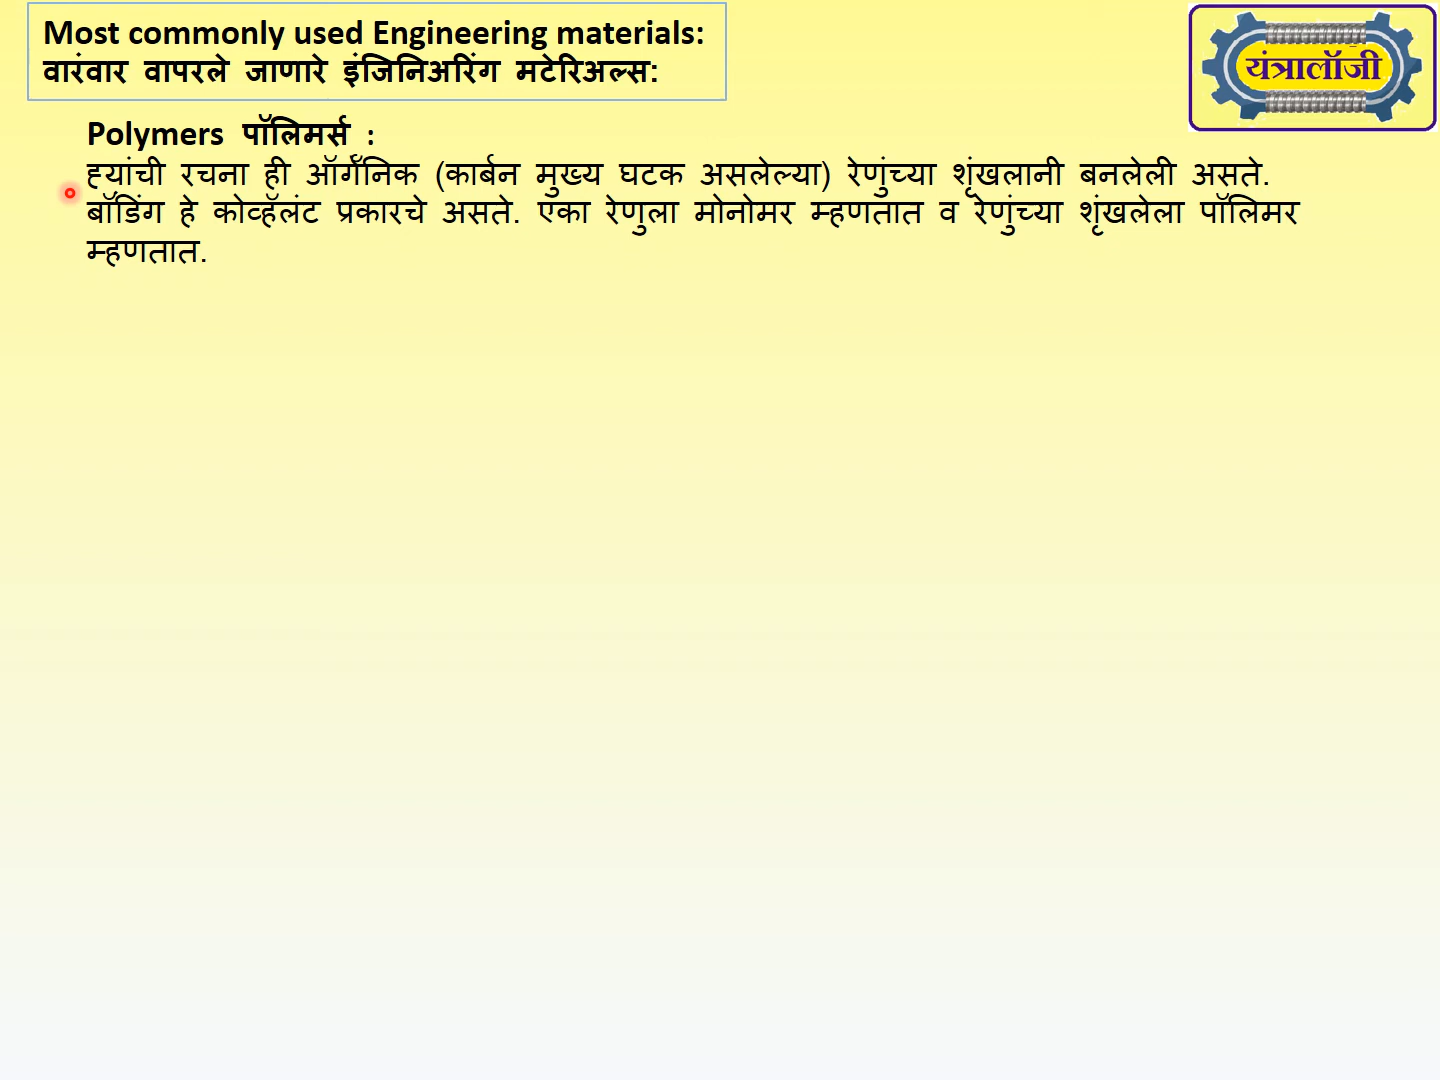 Most commonly used Engineering materials:
वारंवार वापरले जाणारे इंजिनिअरिंग मटेरिअल्स:
यंत्रालॉजी
Polymers पॉलिमर्स :
ह्यांची रचना ही ऑर्गॅनिक (कार्बन मुख्य घटक असलेल्या) रेणुंच्या शृंखलानी बनलेली असते.
बॉडिंग हे कोव्हॅलंट प्रकारचे असते. एका रेणुला मोनोमर म्हणतात व रेणुंच्या शृंखलेला पॉलिमर
म्हणतात.